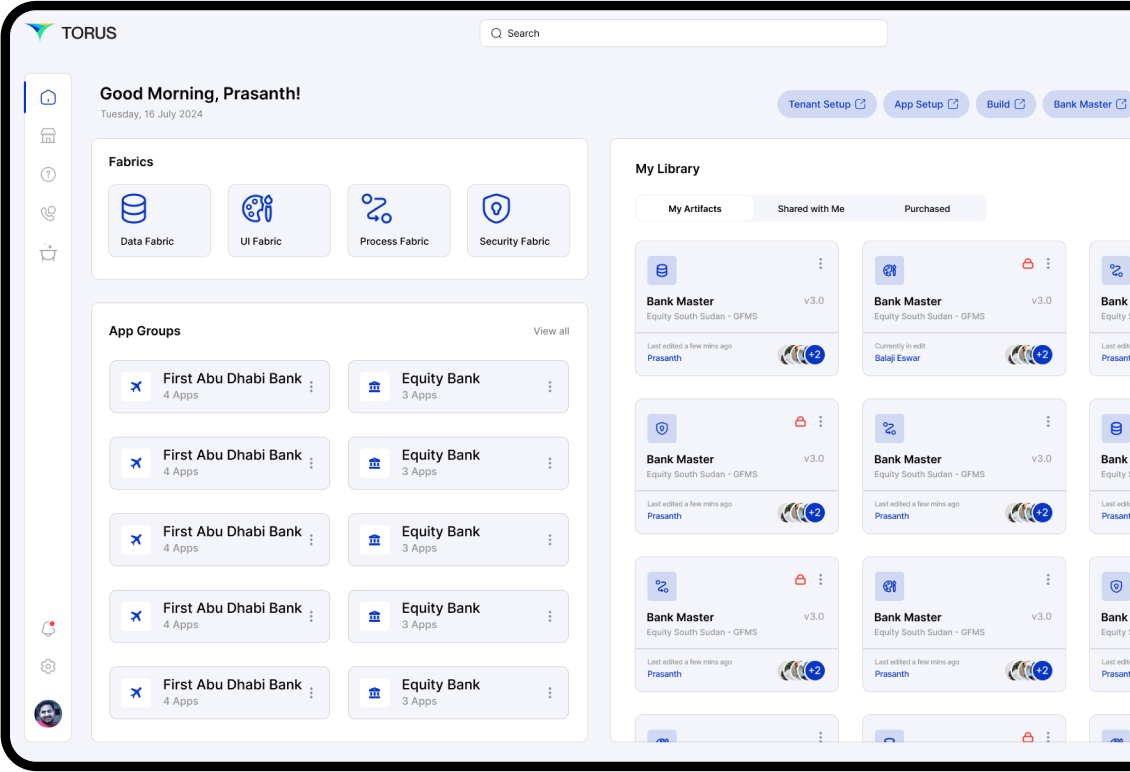 TORUS
Search
Good Morning, Prasanth!
Tuesday, 16 July 2024
Tenant Setup
App Setup
Build
Bank Master
Fabrics
Data Fabric
UI Fabric
Process Fabric
Security Fabric
App Groups
View all
First Abu Dhabi Bank
4 Apps
Equity Bank
3 Apps
First Abu Dhabi Bank
4 Apps
Equity Bank
3 Apps
First Abu Dhabi Bank
4 Apps
Equity Bank
3 Apps
First Abu Dhabi Bank
4 Apps
Equity Bank
3 Apps
First Abu Dhabi Bank
4 Apps
Equity Bank
3 Apps
My Library
My Artifacts
Shared with Me
Purchased
Bank Master v3.0
Equity South Sudan - GFMS
Last edited a few mins ago
Prasanth
+2
Bank Master v3.0
Equity South Sudan - GFMS
Currently in edit
Balaji Eswar
+2
Bank
Equity
Last edit
Prasant
Bank Master v3.0
Equity South Sudan - GFMS
Last edited a few mins ago
Prasanth
+2
Bank Master v3.0
Equity South Sudan - GFMS
Last edited a few mins ago
Prasanth
+2
Bank
Equity
Last edit
Prasant
Bank Master v3.0
Equity South Sudan - GFMS
Last edited a few mins ago
Prasanth
+2
Bank Master v3.0
Equity South Sudan - GFMS
Last edited a few mins ago
Prasanth
+2
Bank
Equity
Last edit
Prasant